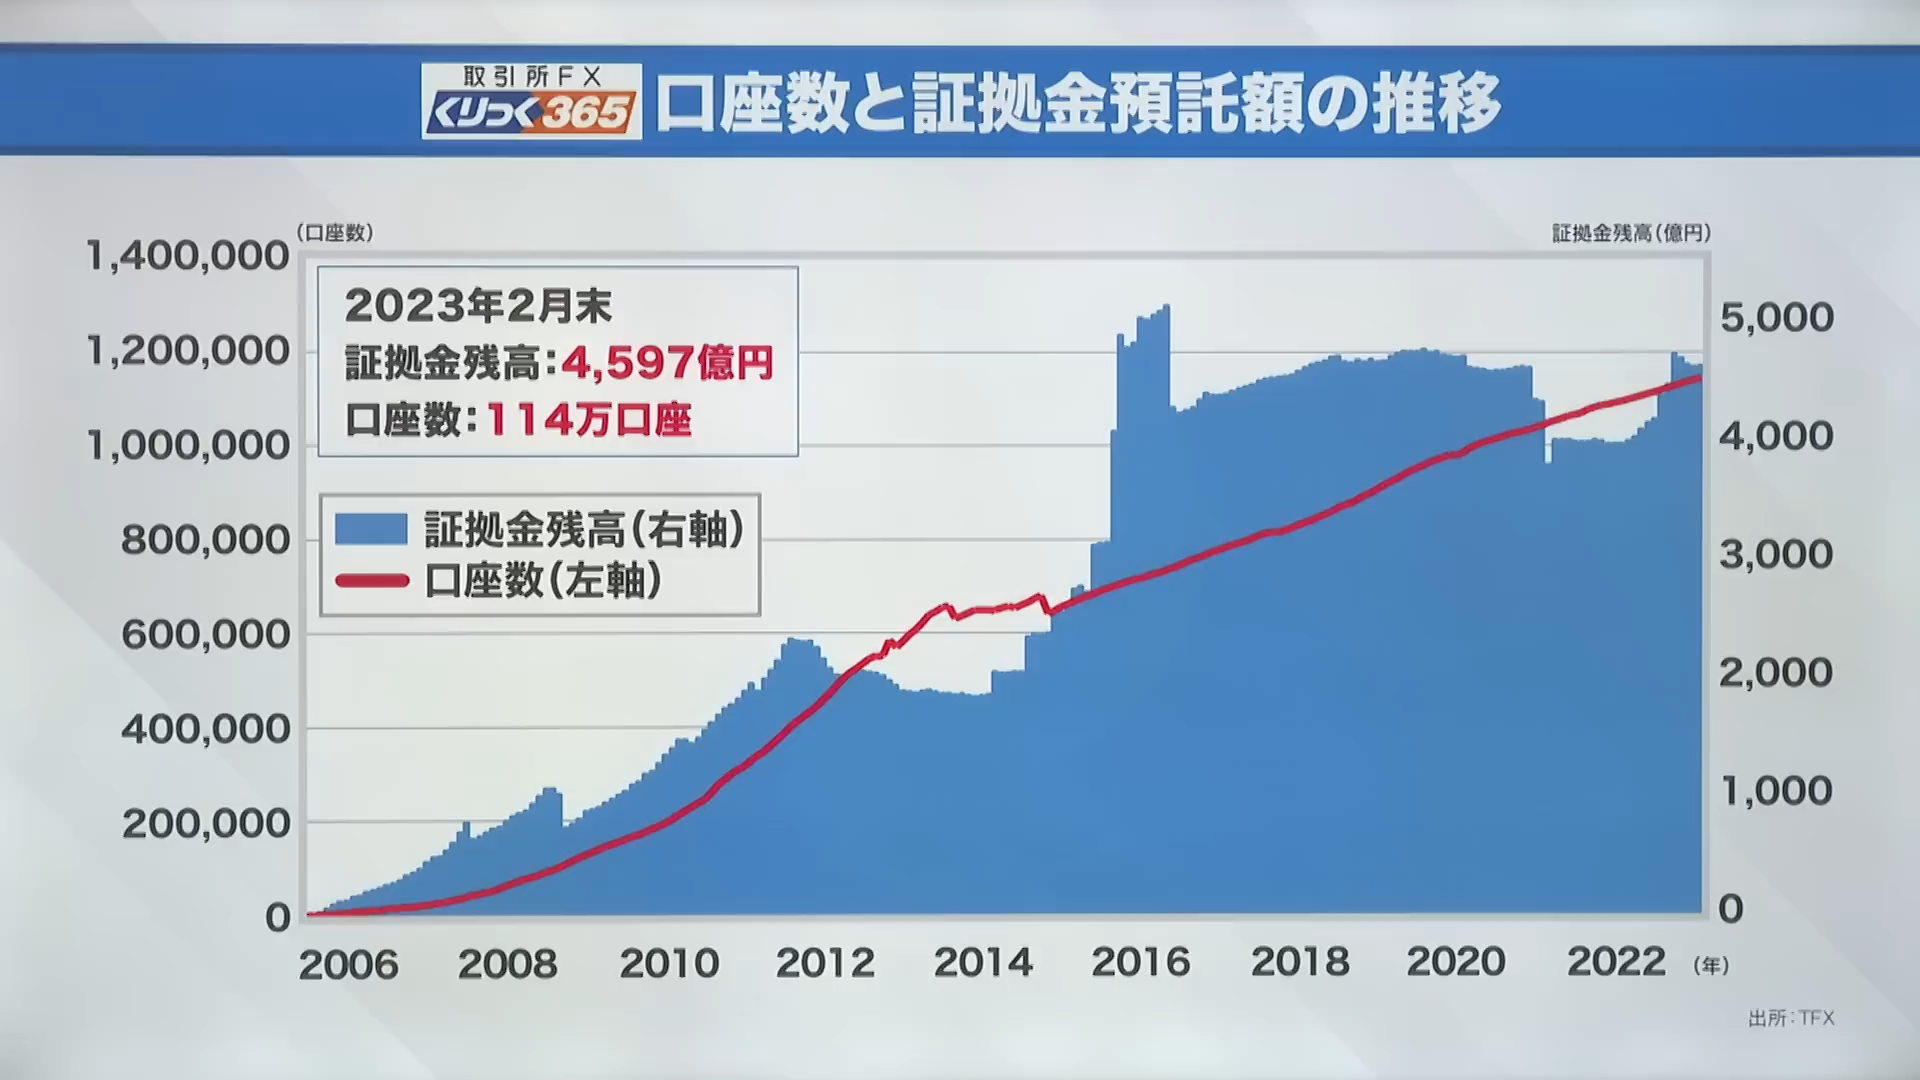 取引所FX
くりっく365
口座数と証拠金預託額の推移
(口座数)
証拠金残高(億円)
1,400,000
1,200,000
1,000,000
800,000
600,000
400,000
200,000
0
2023年2月末
証拠金残高:4,597億円
口座数:114万口座
証拠金残高(右軸)
口座数(左軸)
5,000
4,000
3,000
2,000
1,000
0
2006 2008 2010 2012 2014 2016 2018 2020 2022 (年)
出所:TFX